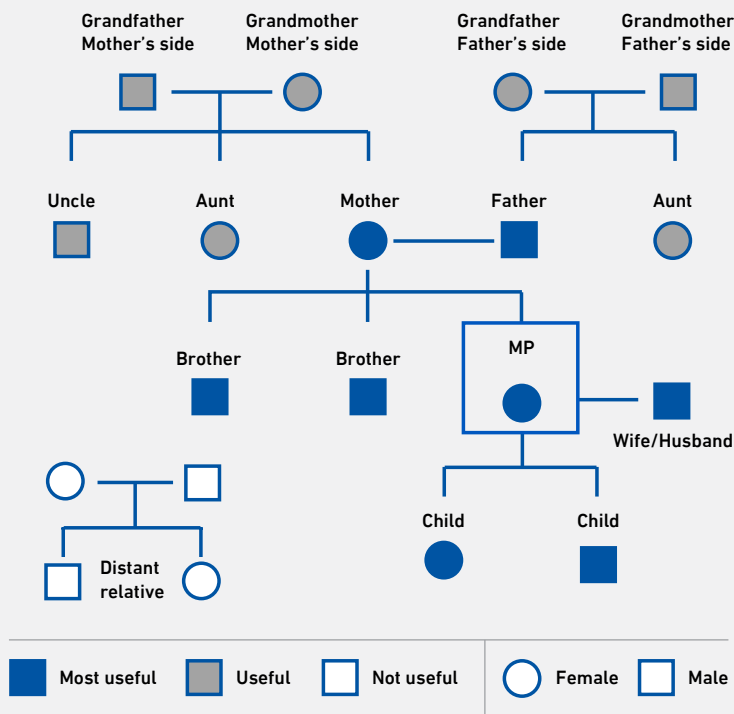 Grandfather
Mother's side
Grandmother
Mother's side
Grandfather
Father's side
Grandmother
Father's side
Uncle
Aunt
Mother
Father
Aunt
Brother
Brother
MP
Wife/Husband
Child
Child
Distant
relative
Most useful
Useful
Not useful
Female
Male